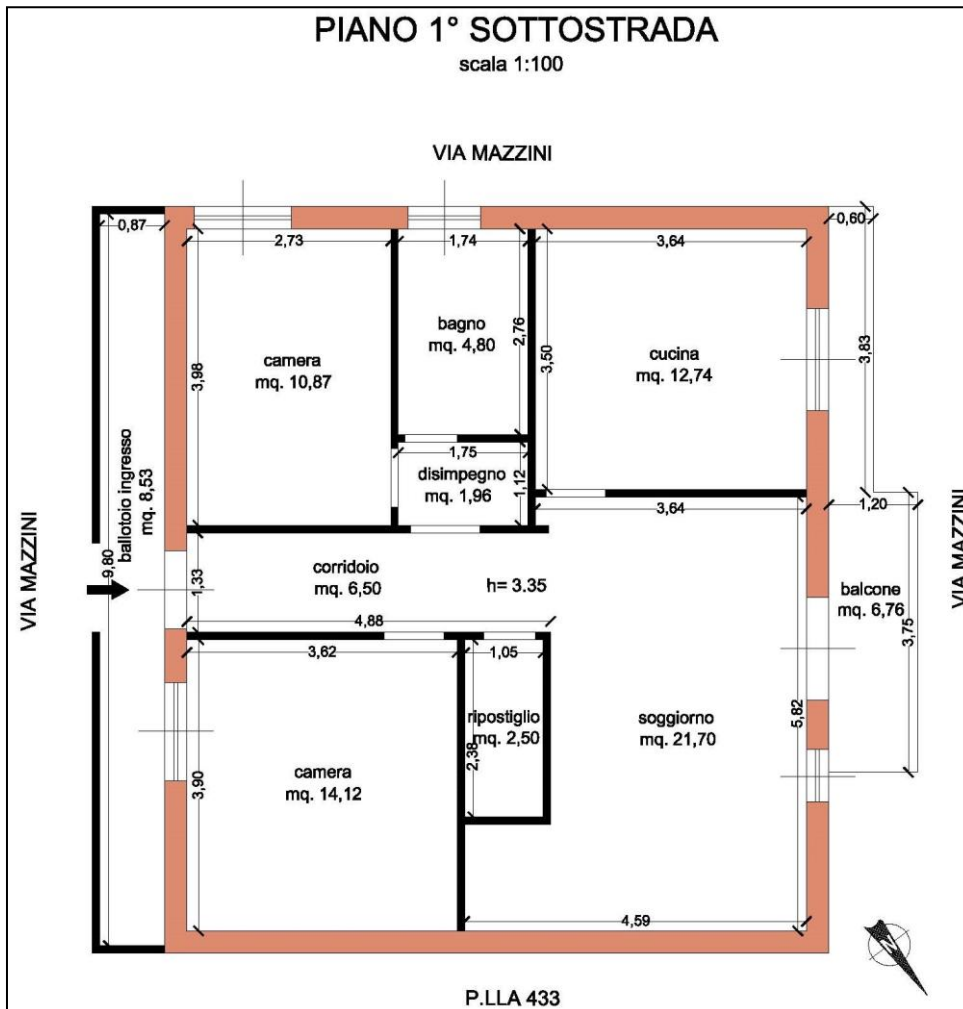 PIANO 1° SOTTOSTRADA
scala 1:100
VIA MAZZINI
0,87
2,73
1,74
3,64
0,60
3,98
camera
mq. 10,87
bagno
mq. 4,80
2,76
3,50
cucina
mq. 12,74
3,83
ballotoio ingresso
mq. 8,53
9,80
1,75
disimpegno
mq. 1,96
1,12
3,64
1,20
VIA MAZZINI
1,33
corridoio
mq. 6,50
h= 3.35
4,88
balcone
mq. 6,76
3,75
VIA MAZZINI
3,62
1,05
ripostiglio
mq. 2,50
2,38
soggiorno
mq. 21,70
5,82
camera
mq. 14,12
3,90
4,59
P.LLA 433